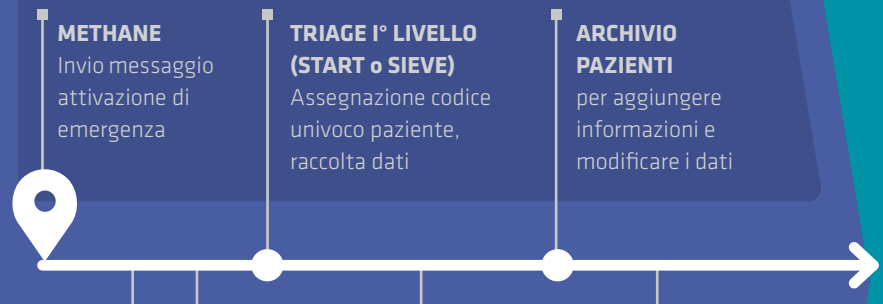 METHANE
Invio messaggio
attivazione di
emergenza
TRIAGE I° LIVELLO
(START o SIEVE)
Assegnazione codice
univoco paziente,
raccolta dati
ARCHIVIO
PAZIENTI
per aggiungere
informazioni e
modificare i dati